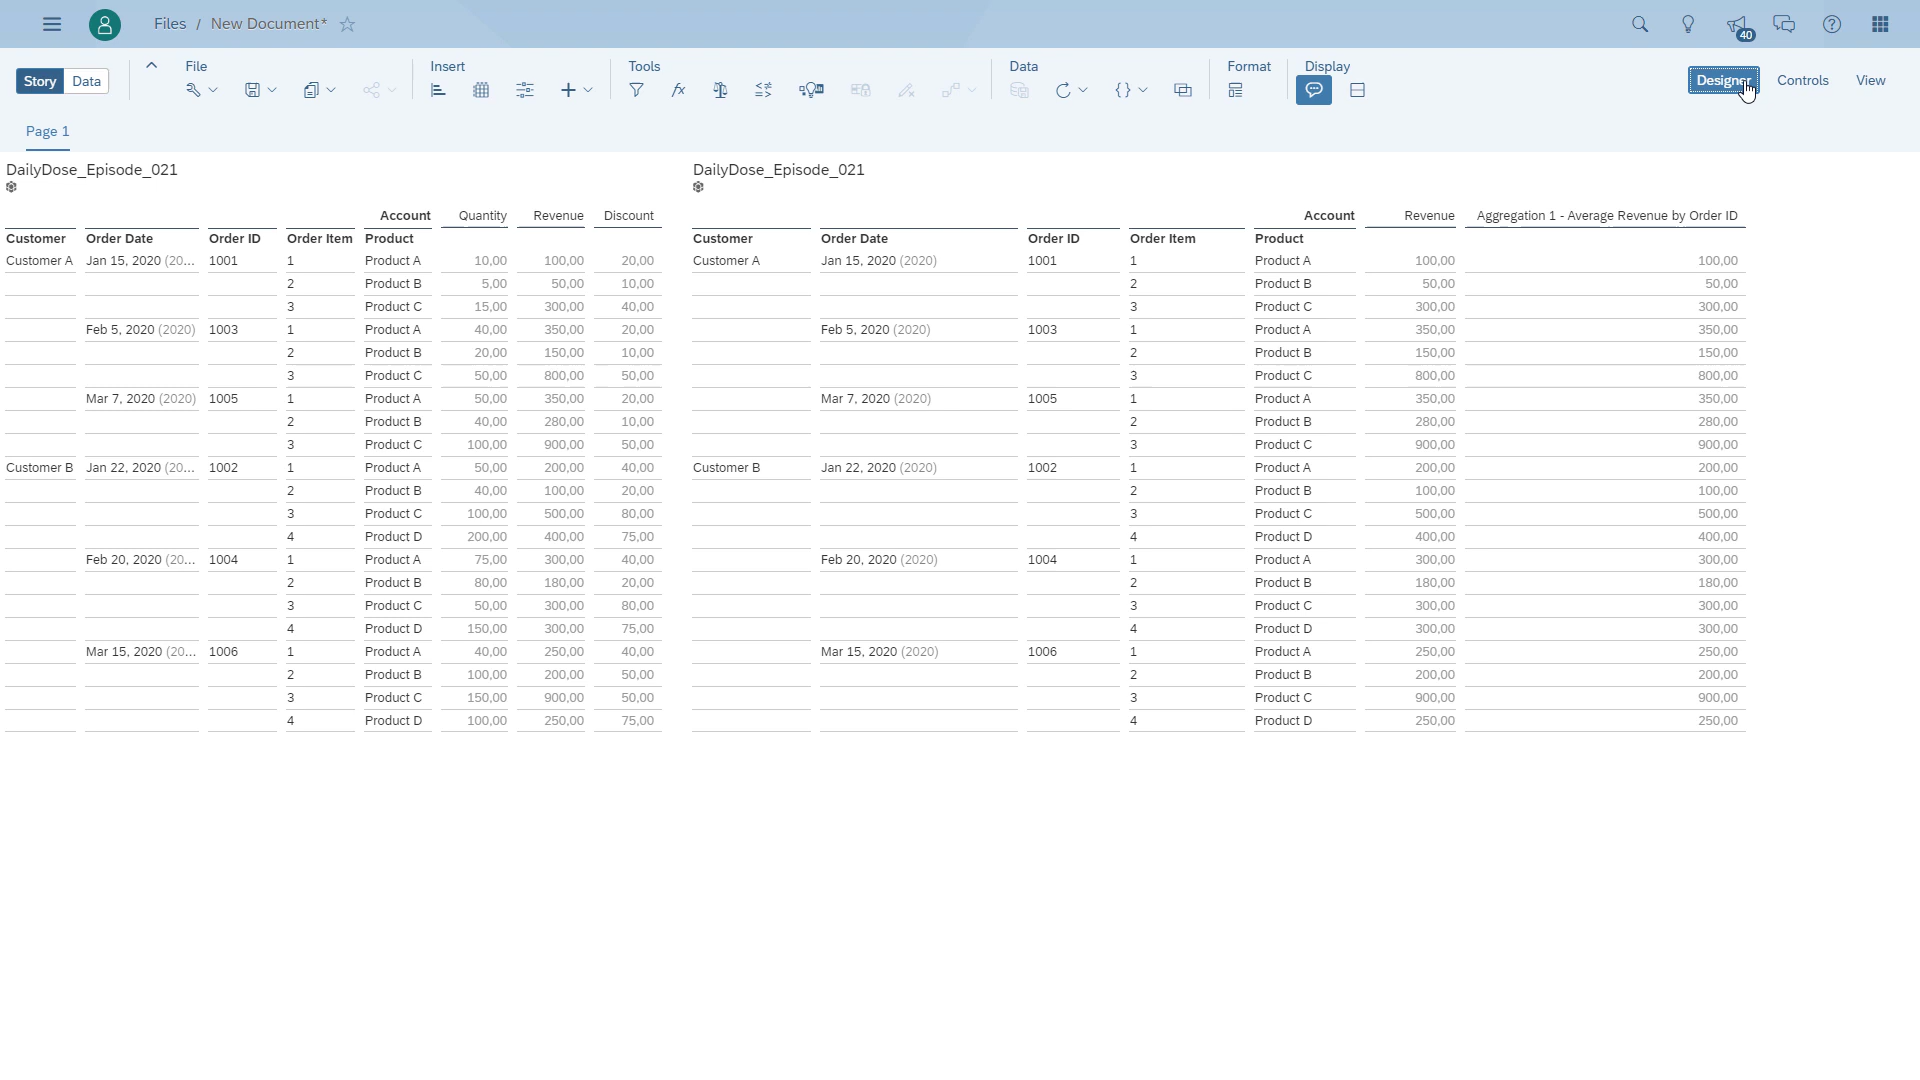 Files / New Document*
40
Story Data File Insert Tools Data Format Display Designer Controls View
Page 1
DailyDose_Episode_021 DailyDose_Episode_021
Account Quantity Revenue Discount Account Revenue Aggregation 1 - Average Revenue by Order ID
Customer Order Date Order ID Order Item Product Customer Order Date Order ID Order Item Product
Customer A Jan 15, 2020 (20... 1001 1 Product A 10,00 100,00 20,00 Customer A Jan 15, 2020 (2020) 1001 1 Product A 100,00 100,00
2 Product B 5,00 50,00 10,00 2 Product B 50,00 50,00
3 Product C 15,00 300,00 40,00 3 Product C 300,00 300,00
Feb 5, 2020 (2020) 1003 1 Product A 40,00 350,00 20,00 Feb 5, 2020 (2020) 1003 1 Product A 350,00 350,00
2 Product B 20,00 150,00 10,00 2 Product B 150,00 150,00
3 Product C 50,00 800,00 50,00 3 Product C 800,00 800,00
Mar 7, 2020 (2020) 1005 1 Product A 50,00 350,00 20,00 Mar 7, 2020 (2020) 1005 1 Product A 350,00 350,00
2 Product B 40,00 280,00 10,00 2 Product B 280,00 280,00
3 Product C 100,00 900,00 50,00 3 Product C 900,00 900,00
Customer B Jan 22, 2020 (20... 1002 1 Product A 50,00 200,00 40,00 Customer B Jan 22, 2020 (2020) 1002 1 Product A 200,00 200,00
2 Product B 40,00 100,00 20,00 2 Product B 100,00 100,00
3 Product C 100,00 500,00 80,00 3 Product C 500,00 500,00
4 Product D 200,00 400,00 75,00 4 Product D 400,00 400,00
Feb 20, 2020 (20... 1004 1 Product A 75,00 300,00 40,00 Feb 20, 2020 (2020) 1004 1 Product A 300,00 300,00
2 Product B 80,00 180,00 20,00 2 Product B 180,00 180,00
3 Product C 50,00 300,00 80,00 3 Product C 300,00 300,00
4 Product D 150,00 300,00 75,00 4 Product D 300,00 300,00
Mar 15, 2020 (20... 1006 1 Product A 40,00 250,00 40,00 Mar 15, 2020 (2020) 1006 1 Product A 250,00 250,00
2 Product B 100,00 200,00 50,00 2 Product B 200,00 200,00
3 Product C 150,00 900,00 50,00 3 Product C 900,00 900,00
4 Product D 100,00 250,00 75,00 4 Product D 250,00 250,00